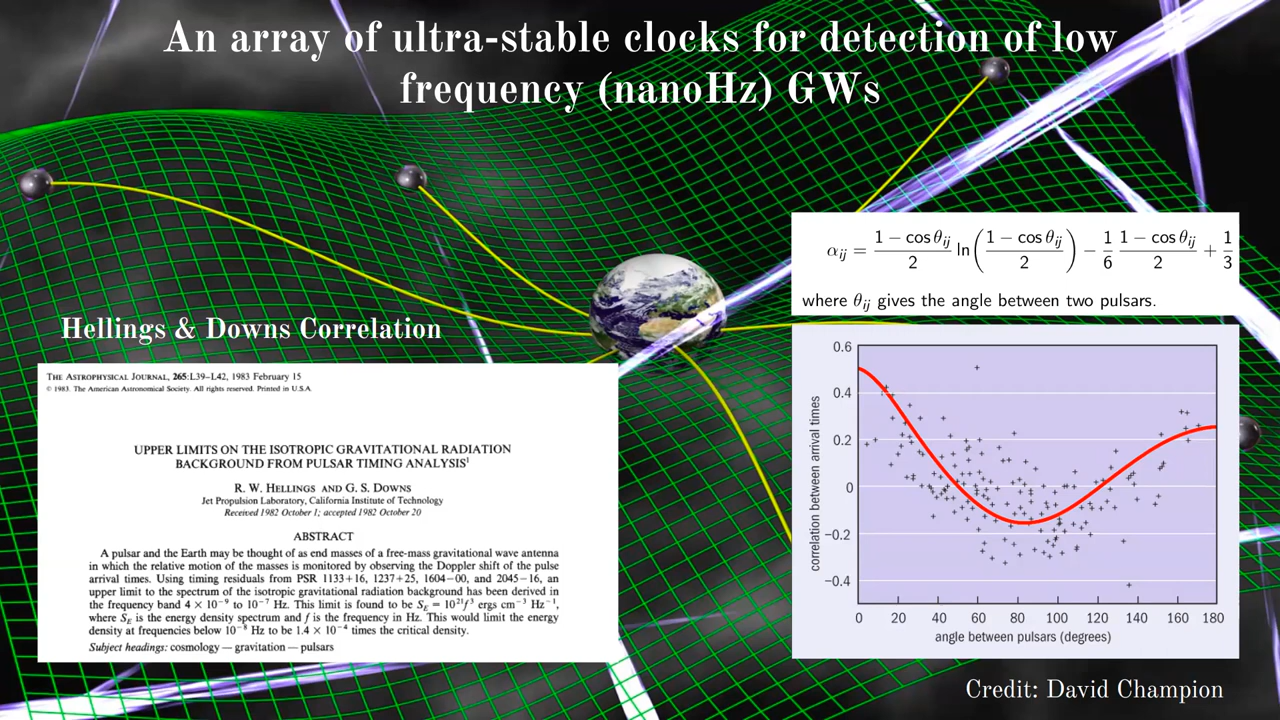 An array of ultra-stable clocks for detection of low
frequency (nanoHz) GWs
Hellings & Downs Correlation
THE ASTROPHYSICAL JOURNAL, 265:L39–L42, 1983 February 15
© 1983. The American Astronomical Society. All rights reserved. Printed in U.S.A.
UPPER LIMITS ON THE ISOTROPIC GRAVITATIONAL RADIATION
BACKGROUND FROM PULSAR TIMING ANALYSIS¹
R. W. HELLINGS AND G. S. DOWNS
Jet Propulsion Laboratory, California Institute of Technology
Received 1982 October 1; accepted 1982 October 20
ABSTRACT
A pulsar and the Earth may be thought of as end masses of a free-mass gravitational wave antenna
in which the relative motion of the masses is monitored by observing the Doppler shift of the pulse
arrival times. Using timing residuals from PSR 1133+16, 1237+25, 1604−00, and 2045−16, an
upper limit to the spectrum of the isotropic gravitational radiation background has been derived in
the frequency band 4 × 10⁻⁹ to 10⁻⁷ Hz. This limit is found to be S_E = 10²¹f³ ergs cm⁻³ Hz⁻¹,
where S_E is the energy density spectrum and f is the frequency in Hz. This would limit the energy
density at frequencies below 10⁻⁸ Hz to be 1.4 × 10⁻⁴ times the critical density.
Subject headings: cosmology — gravitation — pulsars
α_ij = (1 − cos θ_ij)/2 ln((1 − cos θ_ij)/2) − 1/6 (1 − cos θ_ij)/2 + 1/3
where θ_ij gives the angle between two pulsars.
correlation between arrival times
0.6
0.4
0.2
0
−0.2
−0.4
0 20 40 60 80 100 120 140 160 180
angle between pulsars (degrees)
Credit: David Champion